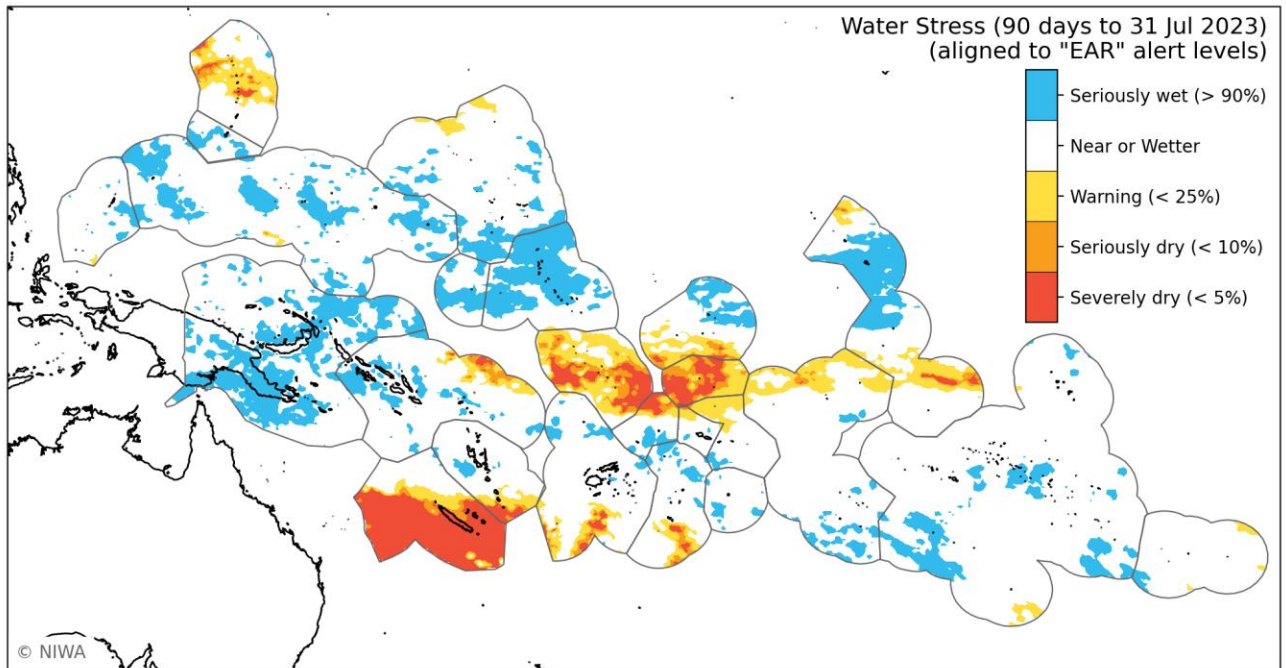 Water Stress (90 days to 31 Jul 2023)
(aligned to "EAR" alert levels)
Seriously wet (> 90%)
Near or Wetter
Warning (< 25%)
Seriously dry (< 10%)
Severely dry (< 5%)
© NIWA